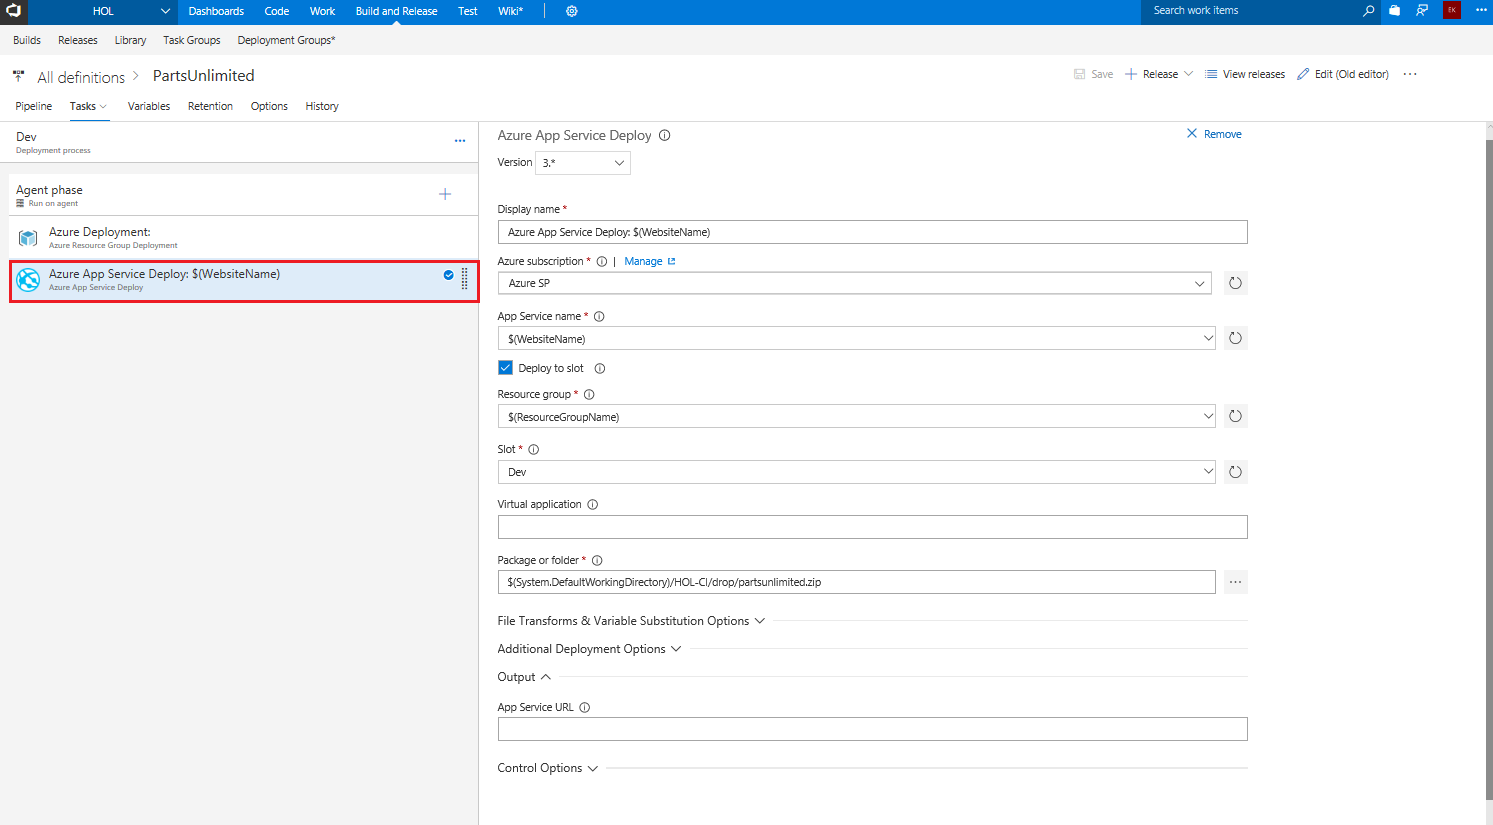 HOL Dashboards Code Work Build and Release Test Wiki* Search work items EK
Builds Releases Library Task Groups Deployment Groups*
All definitions > PartsUnlimited Save Release View releases Edit (Old editor) ...
Pipeline Tasks Variables Retention Options History
Dev
Deployment process
Agent phase
Run on agent
Azure Deployment:
Azure Resource Group Deployment
Azure App Service Deploy: $(WebsiteName)
Azure App Service Deploy
Azure App Service Deploy Remove
Version 3.*
Display name *
Azure App Service Deploy: $(WebsiteName)
Azure subscription * | Manage
Azure SP
App Service name *
$(WebsiteName)
Deploy to slot
Resource group *
$(ResourceGroupName)
Slot *
Dev
Virtual application
Package or folder *
$(System.DefaultWorkingDirectory)/HOL-CI/drop/partsunlimited.zip
File Transforms & Variable Substitution Options
Additional Deployment Options
Output
App Service URL
Control Options